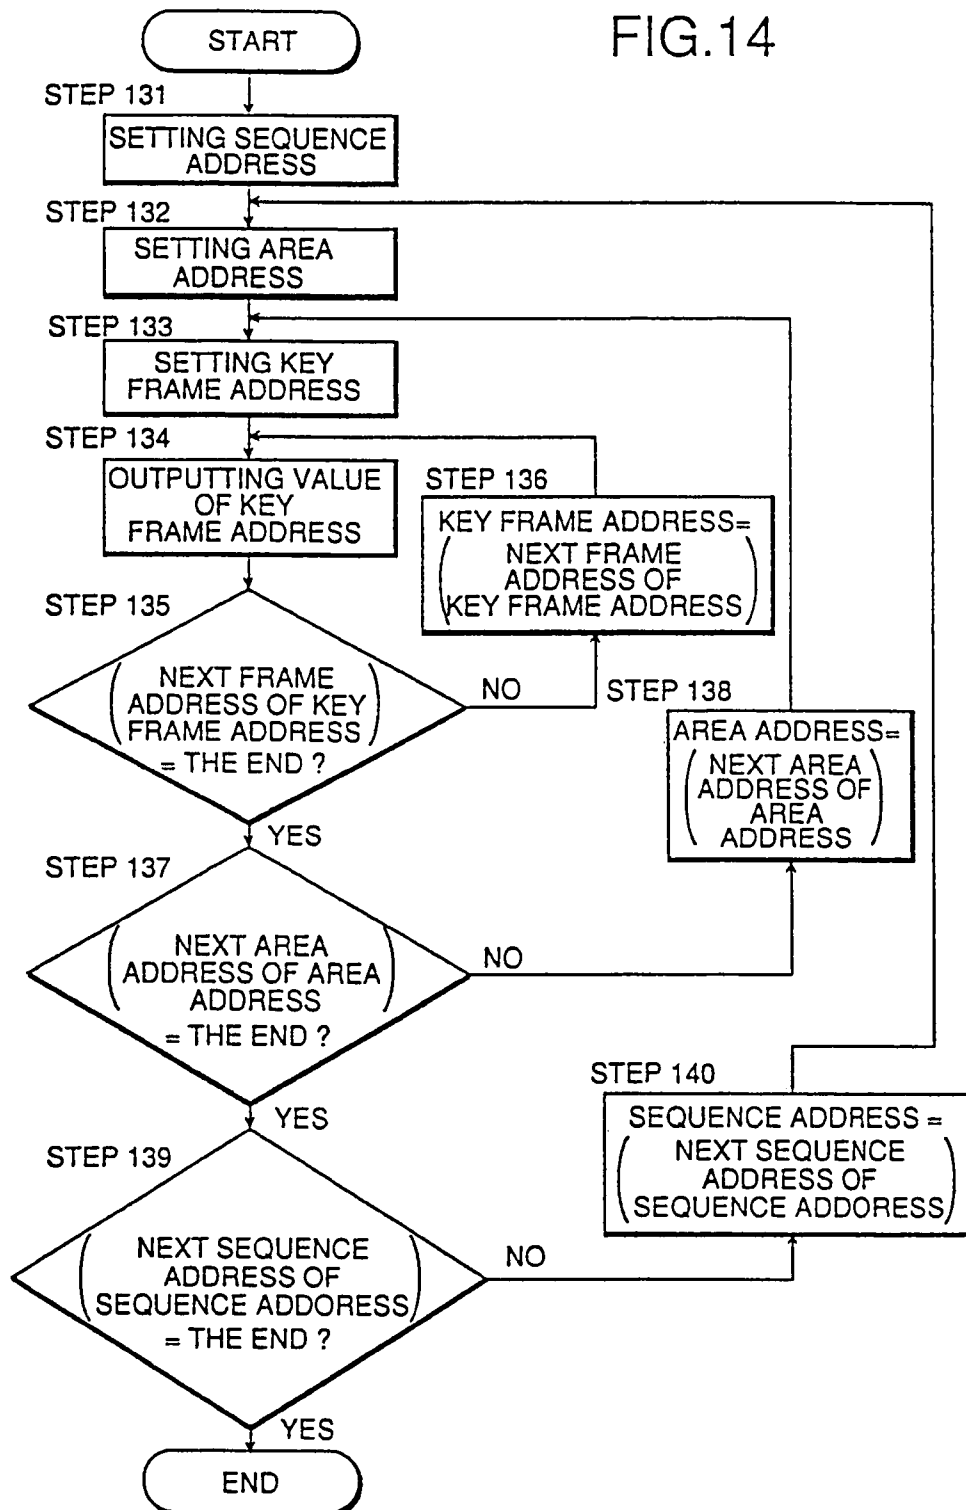 FIG.14
START
STEP 131
SETTING SEQUENCE
ADDRESS
STEP 132
SETTING AREA
ADDRESS
STEP 133
SETTING KEY
FRAME ADDRESS
STEP 134
OUTPUTTING VALUE
OF KEY
FRAME ADDRESS
STEP 136
KEY FRAME ADDRESS=
(NEXT FRAME
ADDRESS OF
KEY FRAME ADDRESS)
STEP 135
(NEXT FRAME
ADDRESS OF KEY
FRAME ADDRESS)
= THE END ?
NO
YES
STEP 138
AREA ADDRESS=
(NEXT AREA
ADDRESS OF
AREA
ADDRESS)
STEP 137
(NEXT AREA
ADDRESS OF AREA
ADDRESS)
= THE END ?
NO
YES
STEP 140
SEQUENCE ADDRESS =
(NEXT SEQUENCE
ADDRESS OF
SEQUENCE ADDORESS)
STEP 139
(NEXT SEQUENCE
ADDRESS OF
SEQUENCE ADDORESS)
= THE END ?
NO
YES
END